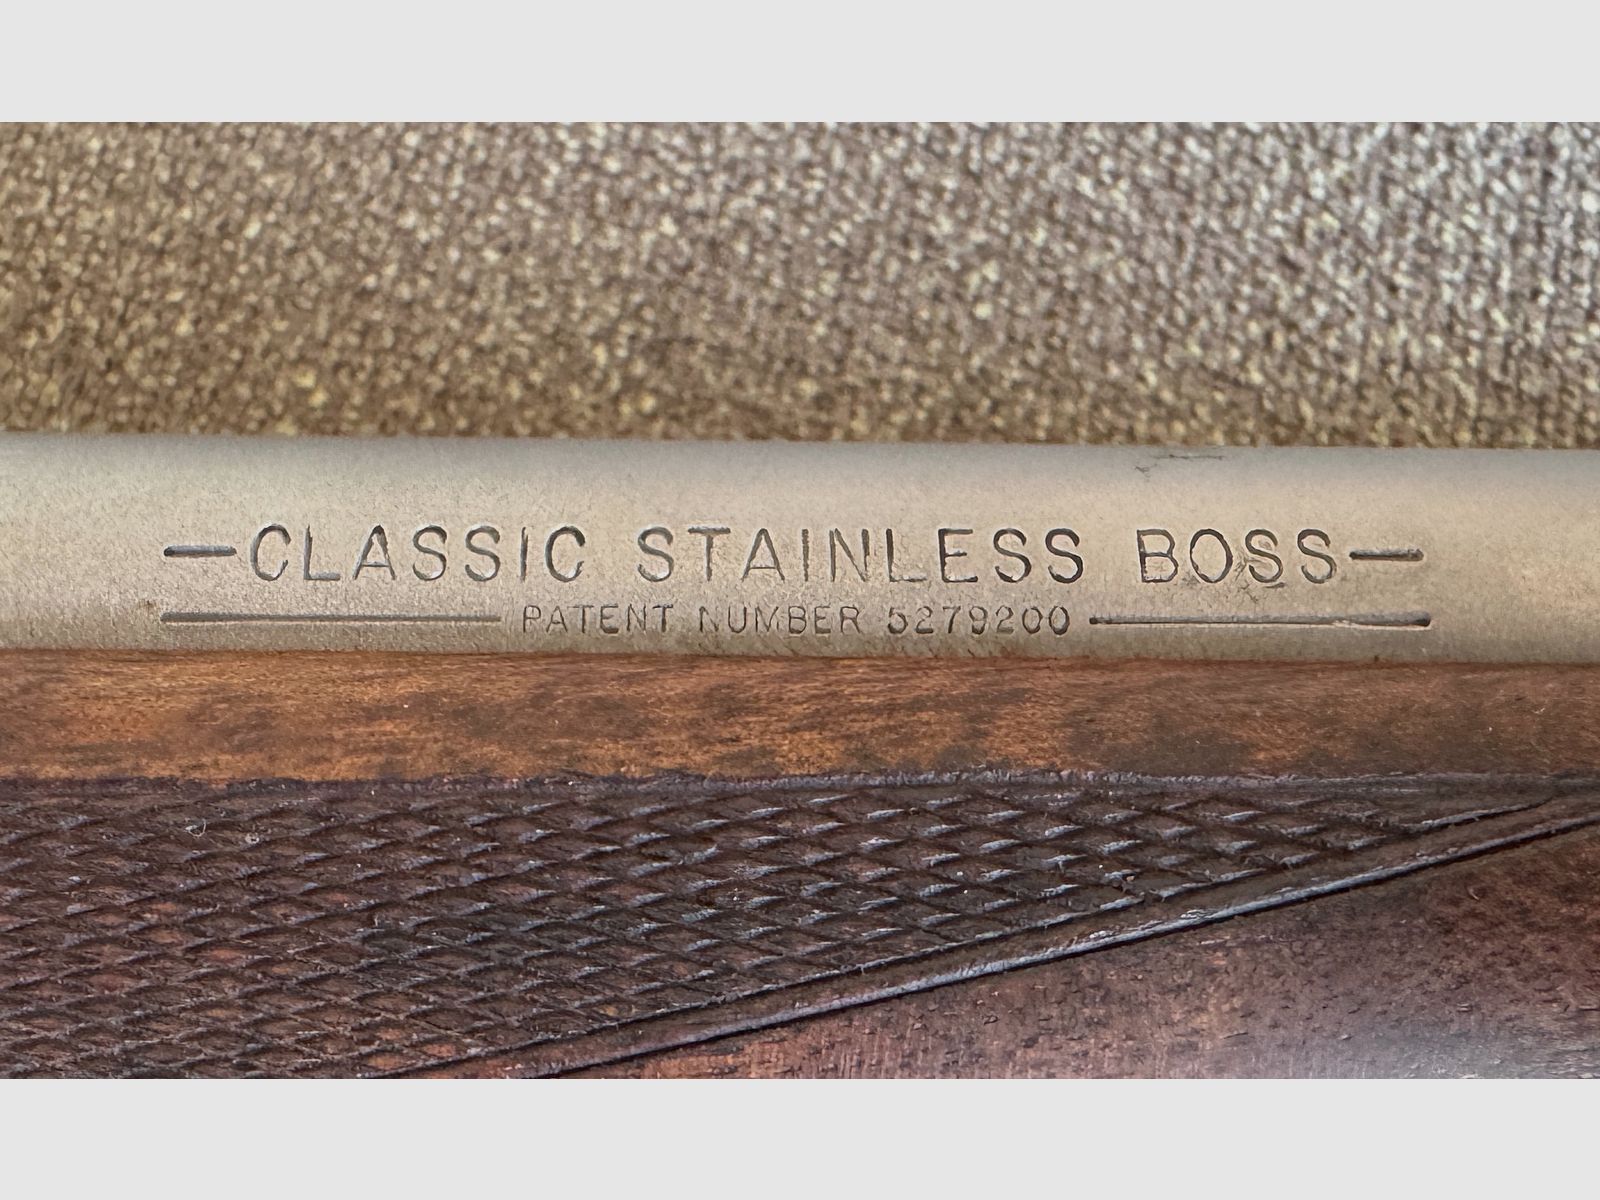 —CLASSIC STAINLESS BOSS—
PATENT NUMBER 5279200